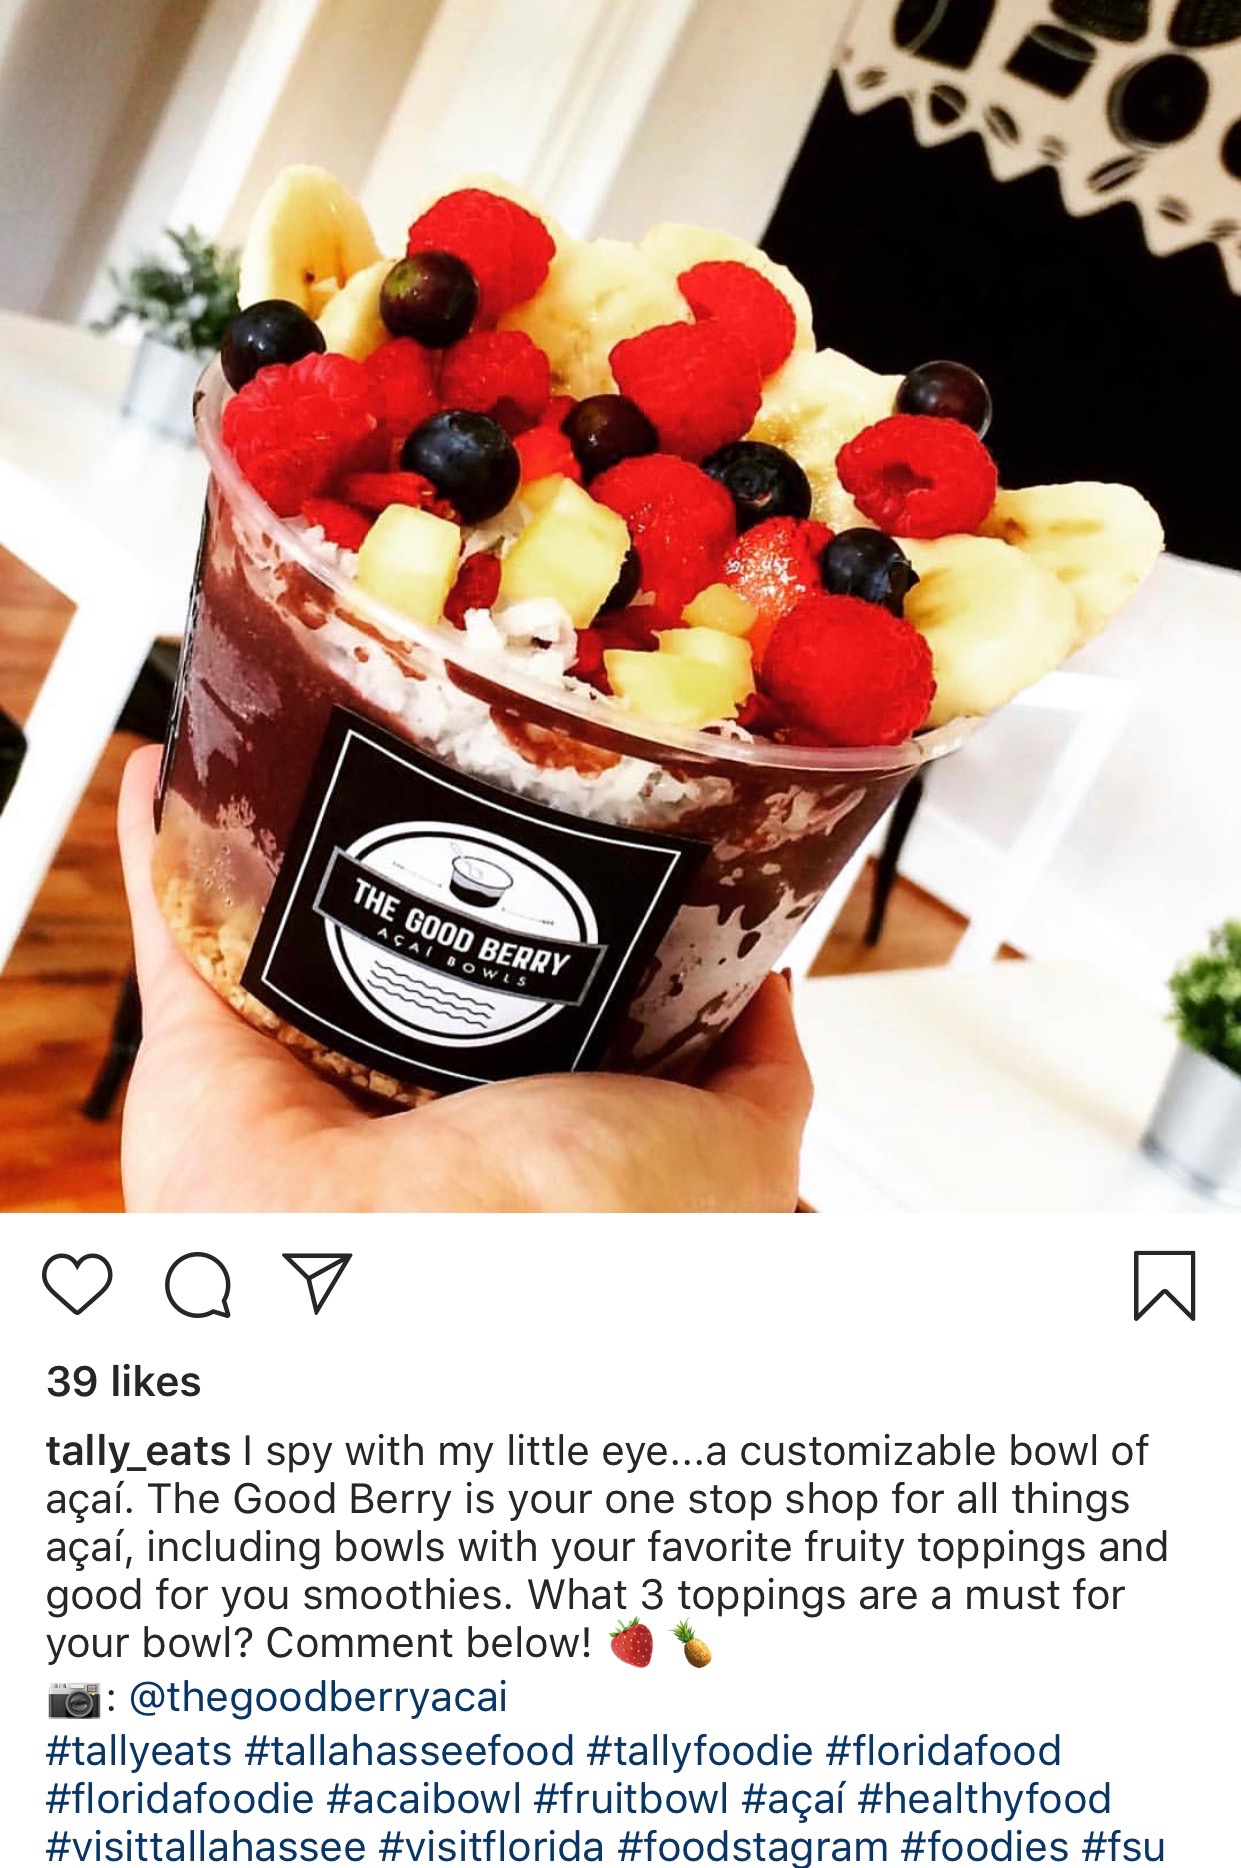 THE GOOD BERRY
AÇAÍ BOWLS
39 likes
tally_eats I spy with my little eye...a customizable bowl of
açaí. The Good Berry is your one stop shop for all things
açaí, including bowls with your favorite fruity toppings and
good for you smoothies. What 3 toppings are a must for
your bowl? Comment below! 🍓 🍍
📷: @thegoodberryacai
#tallyeats #tallahasseefood #tallyfoodie #floridafood
#floridafoodie #acaibowl #fruitbowl #açaí #healthyfood
#visittallahassee #visitflorida #foodstagram #foodies #fsu